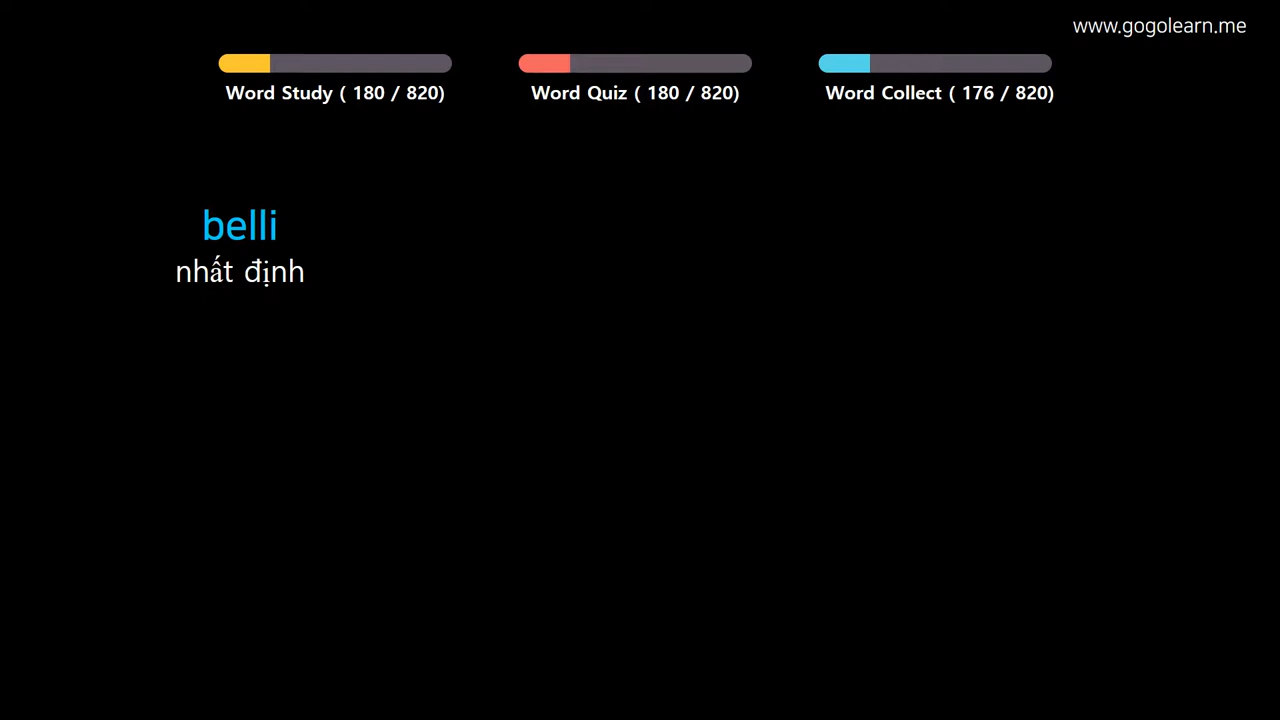 www.gogolearn.me
Word Study ( 180 / 820)
Word Quiz ( 180 / 820)
Word Collect ( 176 / 820)
belli
nhất định